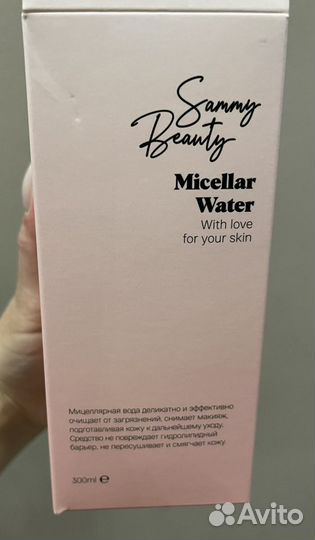 Sammy
Beauty
Micellar
Water
With love
for your skin
Мицеллярная вода деликатно и эффективно
очищает от загрязнений, снимает макияж,
подготавливая кожу к дальнейшему уходу.
Средство не повреждает гидролипидный
барьер, не пересушивает и смягчает кожу.
300ml ℮
Avito